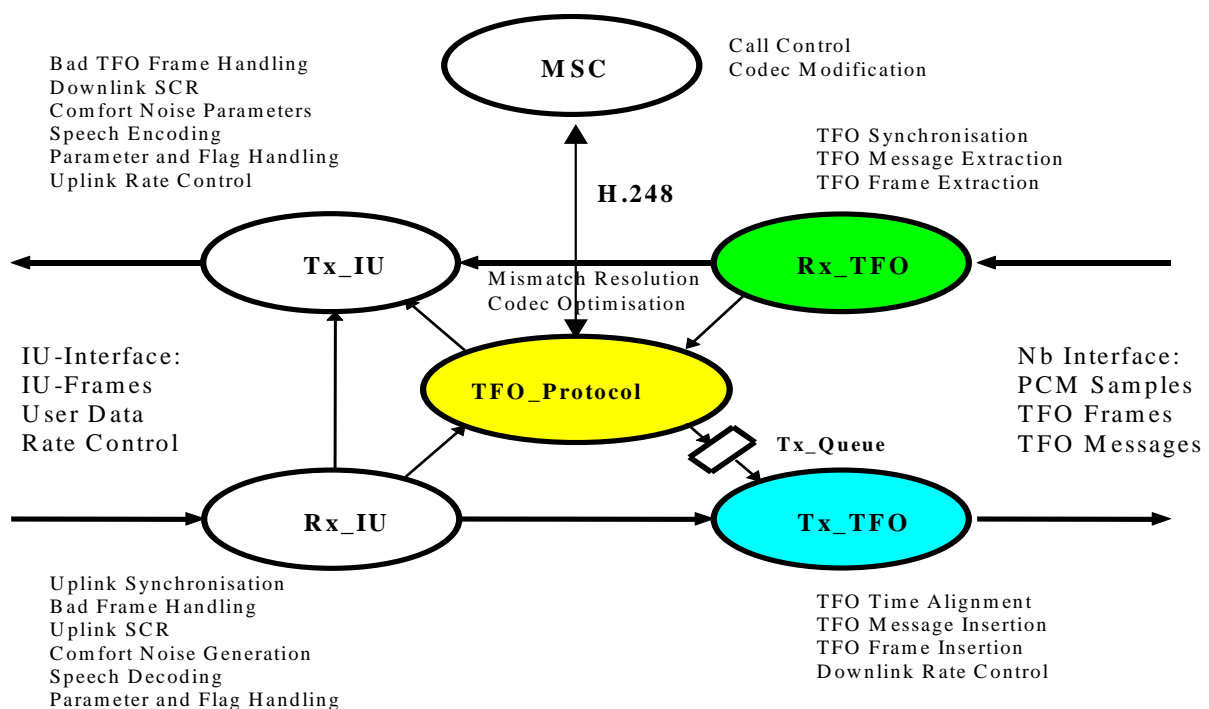 Bad TFO Frame Handling
Downlink SCR
Comfort Noise Parameters
Speech Encoding
Parameter and Flag Handling
Uplink Rate Control
MSC
Call Control
Codec Modification
TFO Synchronisation
TFO Message Extraction
TFO Frame Extraction
H.248
Tx_IU
Rx_TFO
Mismatch Resolution
Codec Optimisation
IU-Interface:
IU-Frames
User Data
Rate Control
TFO_Protocol
Nb Interface:
PCM Samples
TFO Frames
TFO Messages
Tx_Queue
Rx_IU
Tx_TFO
Uplink Synchronisation
Bad Frame Handling
Uplink SCR
Comfort Noise Generation
Speech Decoding
Parameter and Flag Handling
TFO Time Alignment
TFO Message Insertion
TFO Frame Insertion
Downlink Rate Control